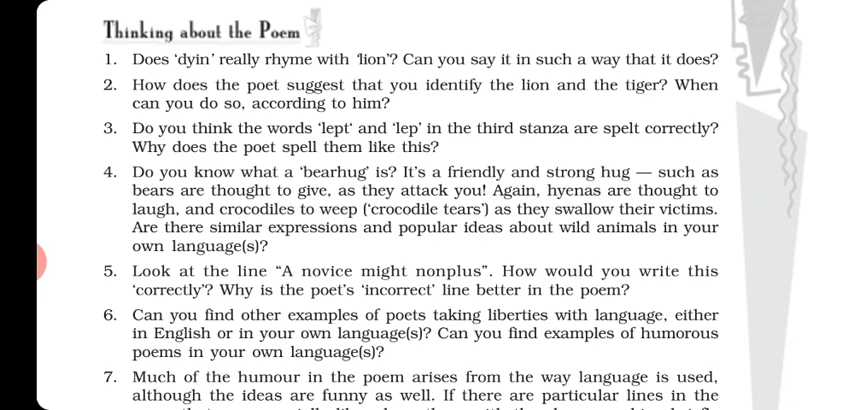 Thinking about the Poem
1. Does ‘dyin’ really rhyme with ‘lion’? Can you say it in such a way that it does?
2. How does the poet suggest that you identify the lion and the tiger? When
can you do so, according to him?
3. Do you think the words ‘lept‘ and ‘lep’ in the third stanza are spelt correctly?
Why does the poet spell them like this?
4. Do you know what a ‘bearhug’ is? It’s a friendly and strong hug — such as
bears are thought to give, as they attack you! Again, hyenas are thought to
laugh, and crocodiles to weep (‘crocodile tears’) as they swallow their victims.
Are there similar expressions and popular ideas about wild animals in your
own language(s)?
5. Look at the line “A novice might nonplus”. How would you write this
‘correctly’? Why is the poet’s ‘incorrect’ line better in the poem?
6. Can you find other examples of poets taking liberties with language, either
in English or in your own language(s)? Can you find examples of humorous
poems in your own language(s)?
7. Much of the humour in the poem arises from the way language is used,
although the ideas are funny as well. If there are particular lines in the